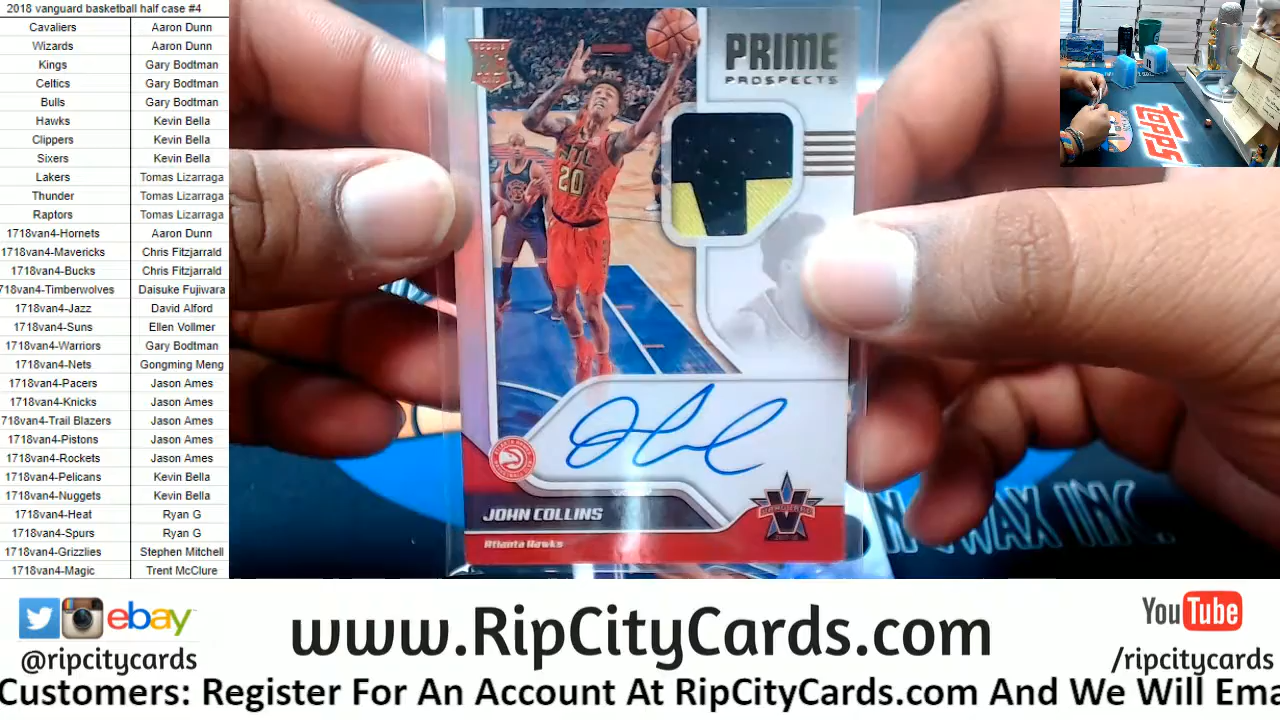 2018 vanguard basketball half case #4
Cavaliers Aaron Dunn
Wizards Aaron Dunn
Kings Gary Bodtman
Celtics Gary Bodtman
Bulls Gary Bodtman
Hawks Kevin Bella
Clippers Kevin Bella
Sixers Kevin Bella
Lakers Tomas Lizarraga
Thunder Tomas Lizarraga
Raptors Tomas Lizarraga
1718van4-Hornets Aaron Dunn
1718van4-Mavericks Chris Fitzjarrald
1718van4-Bucks Chris Fitzjarrald
718van4-Timberwolves Daisuke Fujiwara
1718van4-Jazz David Alford
1718van4-Suns Ellen Vollmer
1718van4-Warriors Gary Bodtman
1718van4-Nets Gongming Meng
1718van4-Pacers Jason Ames
1718van4-Knicks Jason Ames
1718van4-Trail Blazers Jason Ames
1718van4-Pistons Jason Ames
1718van4-Rockets Jason Ames
1718van4-Pelicans Kevin Bella
1718van4-Nuggets Kevin Bella
1718van4-Heat Ryan G
1718van4-Spurs Ryan G
1718van4-Grizzlies Stephen Mitchell
1718van4-Magic Trent McClure
PRIME
PROSPECTS
20
JOHN COLLINS
Atlanta Hawks
VANGUARD
topps
WAX INC.
ebay
@ripcitycards
www.RipCityCards.com
YouTube
/ripcitycards
Customers: Register For An Account At RipCityCards.com And We Will Ema